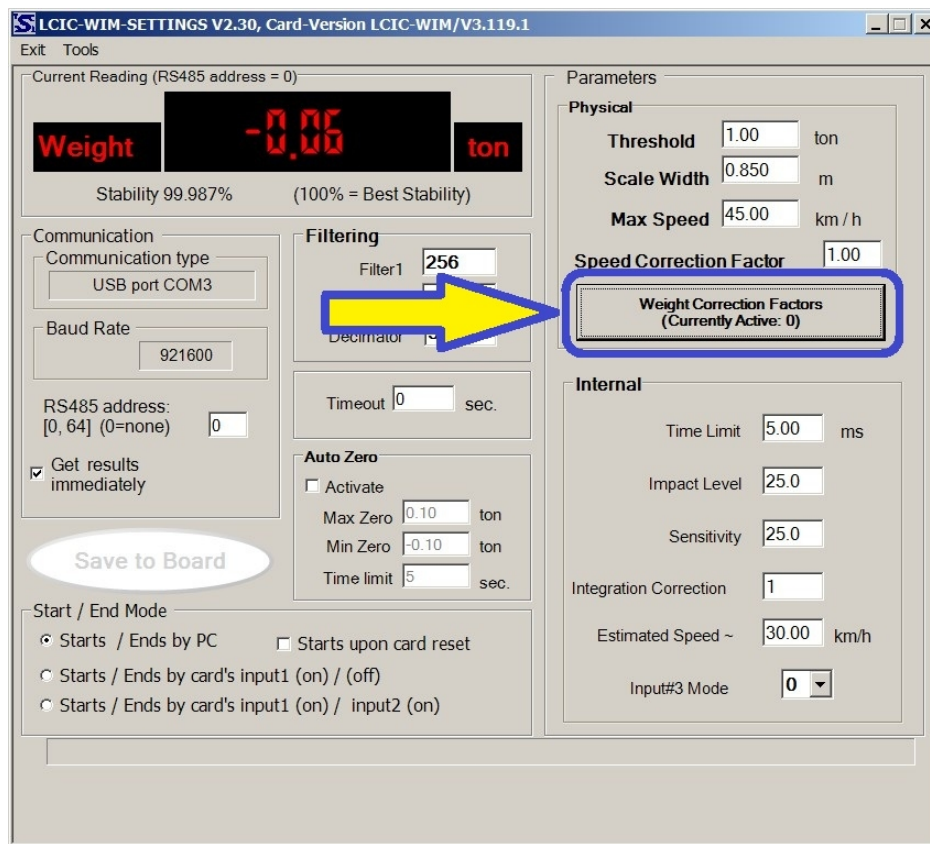 LCIC-WIM-SETTINGS V2.30, Card-Version LCIC-WIM/V3.119.1
Exit Tools
Current Reading (RS485 address = 0)
Weight -0.06 ton
Stability 99.987% (100% = Best Stability)
Communication
Communication type
USB port COM3
Baud Rate
921600
RS485 address:
[0, 64] (0=none) 0
Get results
immediately
Save to Board
Filtering
Filter1 256
Decimator
Timeout 0 sec.
Auto Zero
Activate
Max Zero 0.10 ton
Min Zero -0.10 ton
Time limit 5 sec.
Start / End Mode
Starts / Ends by PC Starts upon card reset
Starts / Ends by card's input1 (on) / (off)
Starts / Ends by card's input1 (on) / input2 (on)
Parameters
Physical
Threshold 1.00 ton
Scale Width 0.850 m
Max Speed 45.00 km / h
Speed Correction Factor 1.00
Weight Correction Factors
(Currently Active: 0)
Internal
Time Limit 5.00 ms
Impact Level 25.0
Sensitivity 25.0
Integration Correction 1
Estimated Speed ~ 30.00 km/h
Input#3 Mode 0